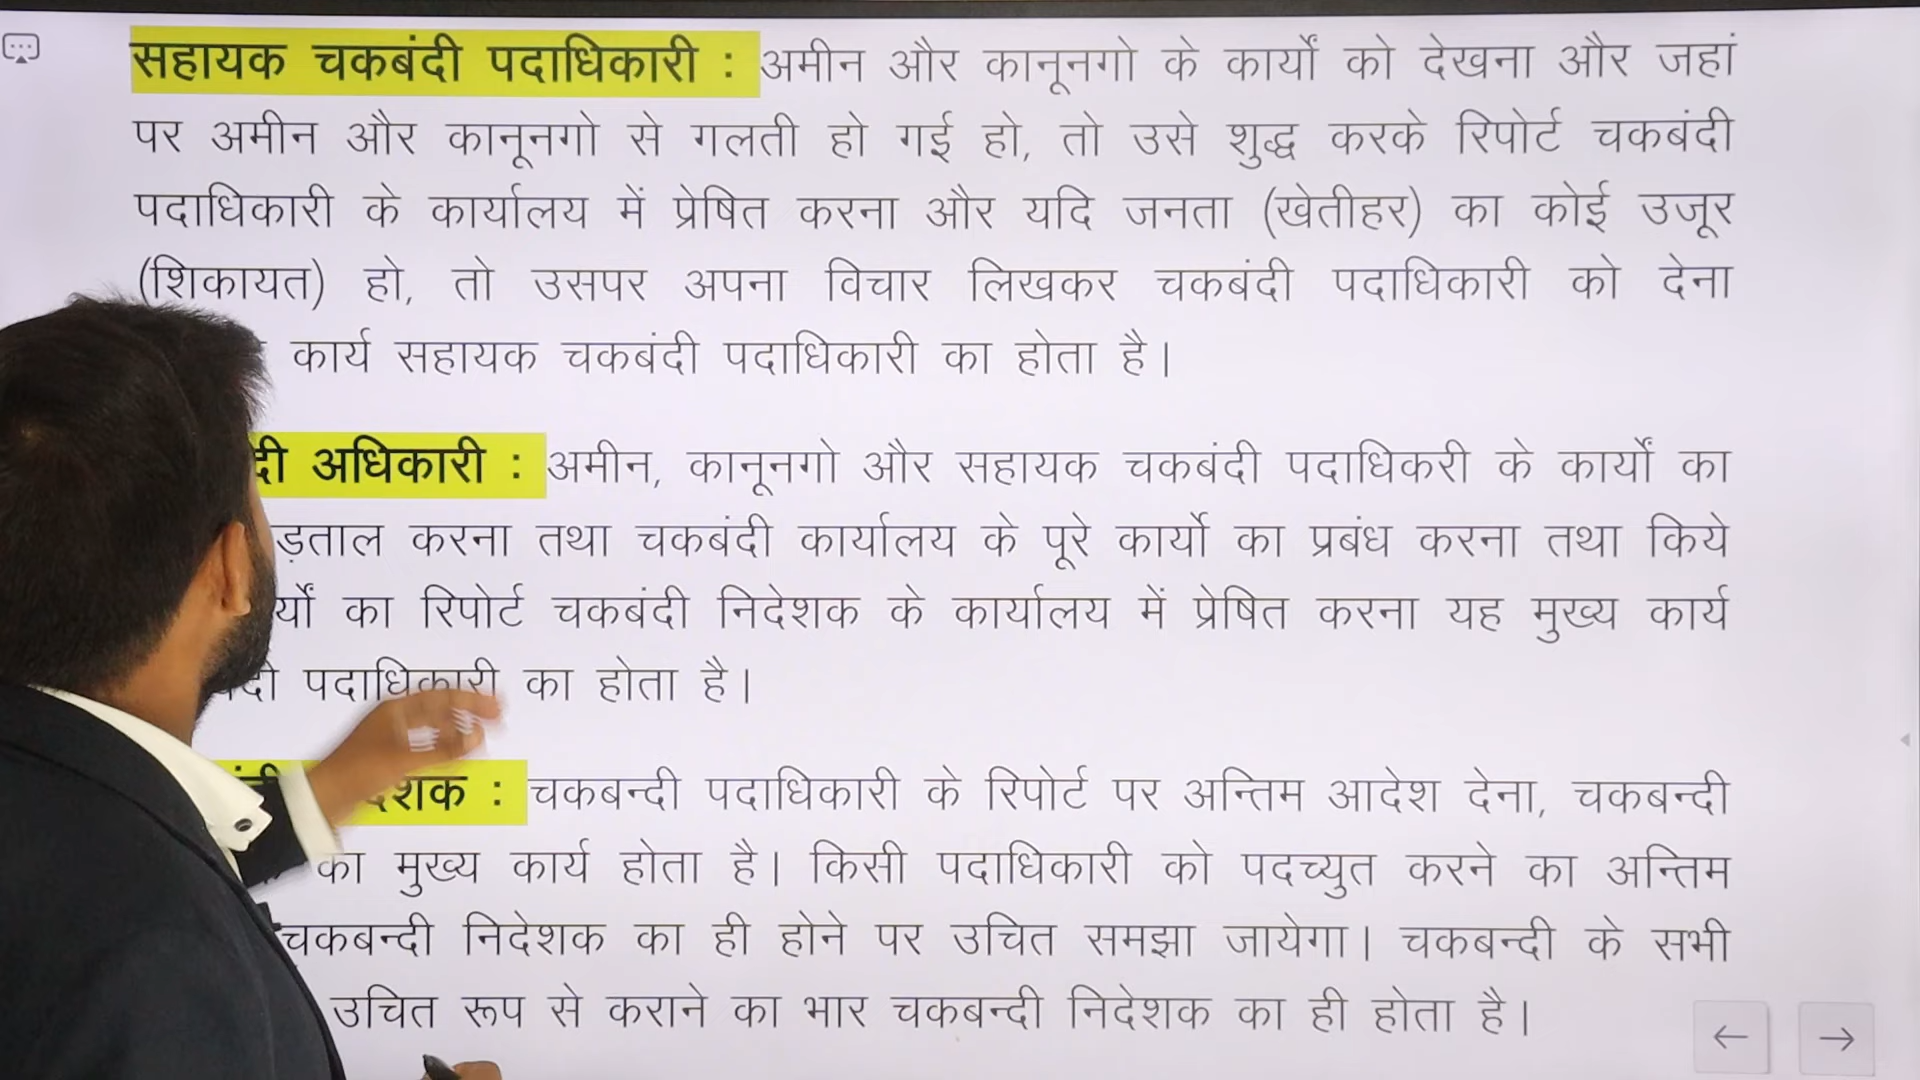 सहायक चकबंदी पदाधिकारी : अमीन और कानूनगो के कार्यों को देखना और जहां
पर अमीन और कानूनगो से गलती हो गई हो, तो उसे शुद्ध करके रिपोर्ट चकबंदी
पदाधिकारी के कार्यालय में प्रेषित करना और यदि जनता (खेतीहर) का कोई उजूर
(शिकायत) हो, तो उसपर अपना विचार लिखकर चकबंदी पदाधिकारी को देना
कार्य सहायक चकबंदी पदाधिकारी का होता है।
अधिकारी : अमीन, कानूनगो और सहायक चकबंदी पदाधिकरी के कार्यों का
करना तथा चकबंदी कार्यालय के पूरे कार्यो का प्रबंध करना तथा किये
का रिपोर्ट चकबंदी निदेशक के कार्यालय में प्रेषित करना यह मुख्य कार्य
पदाधिकारी का होता है।
: चकबन्दी पदाधिकारी के रिपोर्ट पर अन्तिम आदेश देना, चकबन्दी
का मुख्य कार्य होता है। किसी पदाधिकारी को पदच्युत करने का अन्तिम
चकबन्दी निदेशक का ही होने पर उचित समझा जायेगा। चकबन्दी के सभी
उचित रूप से कराने का भार चकबन्दी निदेशक का ही होता है।